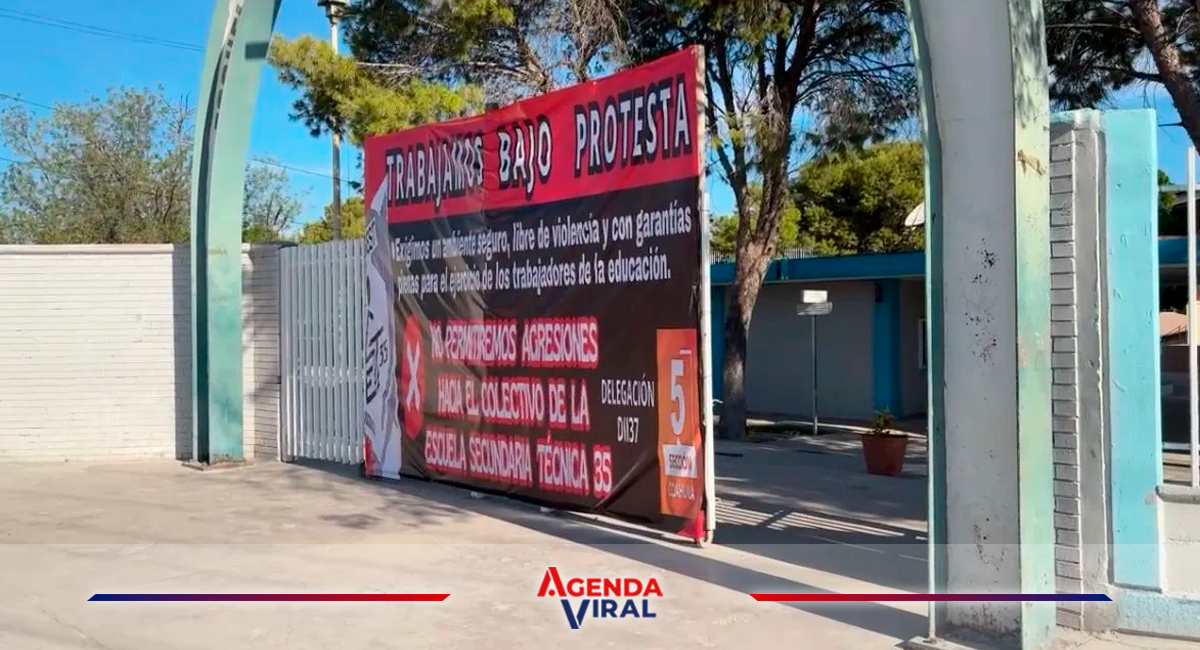 TRABAJAMOS BAJO PROTESTA
¡Exigimos un ambiente seguro, libre de violencia y con garantías
plenas para el ejercicio de los trabajadores de la educación.
NO PERMITIREMOS AGRESIONES
HACIA EL COLECTIVO DE LA
ESCUELA SECUNDARIA TÉCNICA 35
DELEGACIÓN
DII37
5
SECCIÓN
COAHUILA
AGENDA
VIRAL